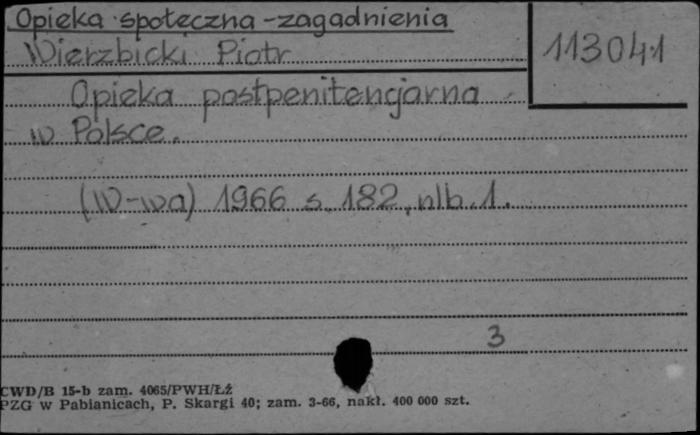 Opieka społeczna - zagadnienia
Wierzbicki Piotr
113041
Opieka postpenitencjarna
w Polsce.
(W-wa) 1966 s. 182, nlb. 1.
3
CWD/B 15-b zam. 4065/PWH/Łź
PZG w Pabianicach, P. Skargi 40; zam. 3-66, nakł. 400 000 szt.